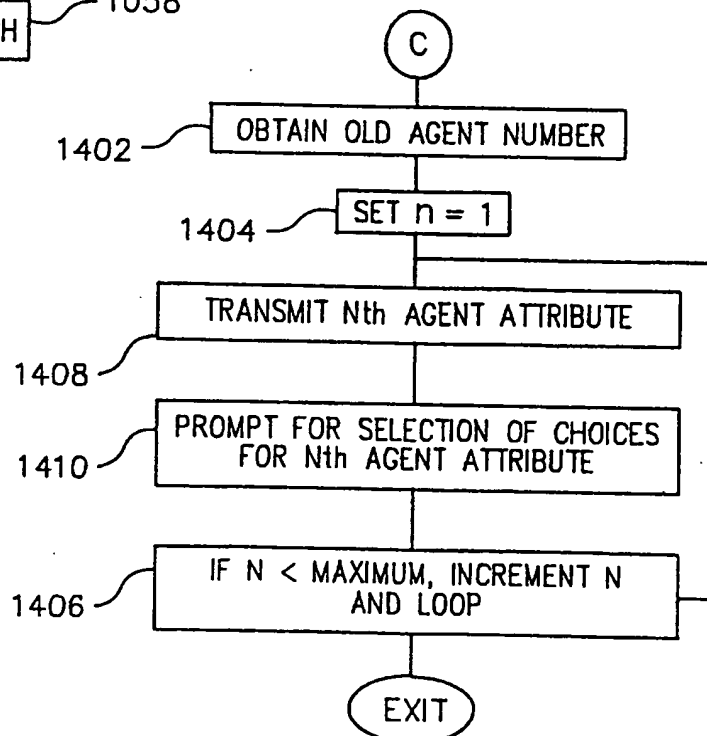 H
1058
C
1402
OBTAIN OLD AGENT NUMBER
1404
SET n = 1
TRANSMIT Nth AGENT ATTRIBUTE
1408
PROMPT FOR SELECTION OF CHOICES
FOR Nth AGENT ATTRIBUTE
1410
IF N < MAXIMUM, INCREMENT N
AND LOOP
1406
EXIT